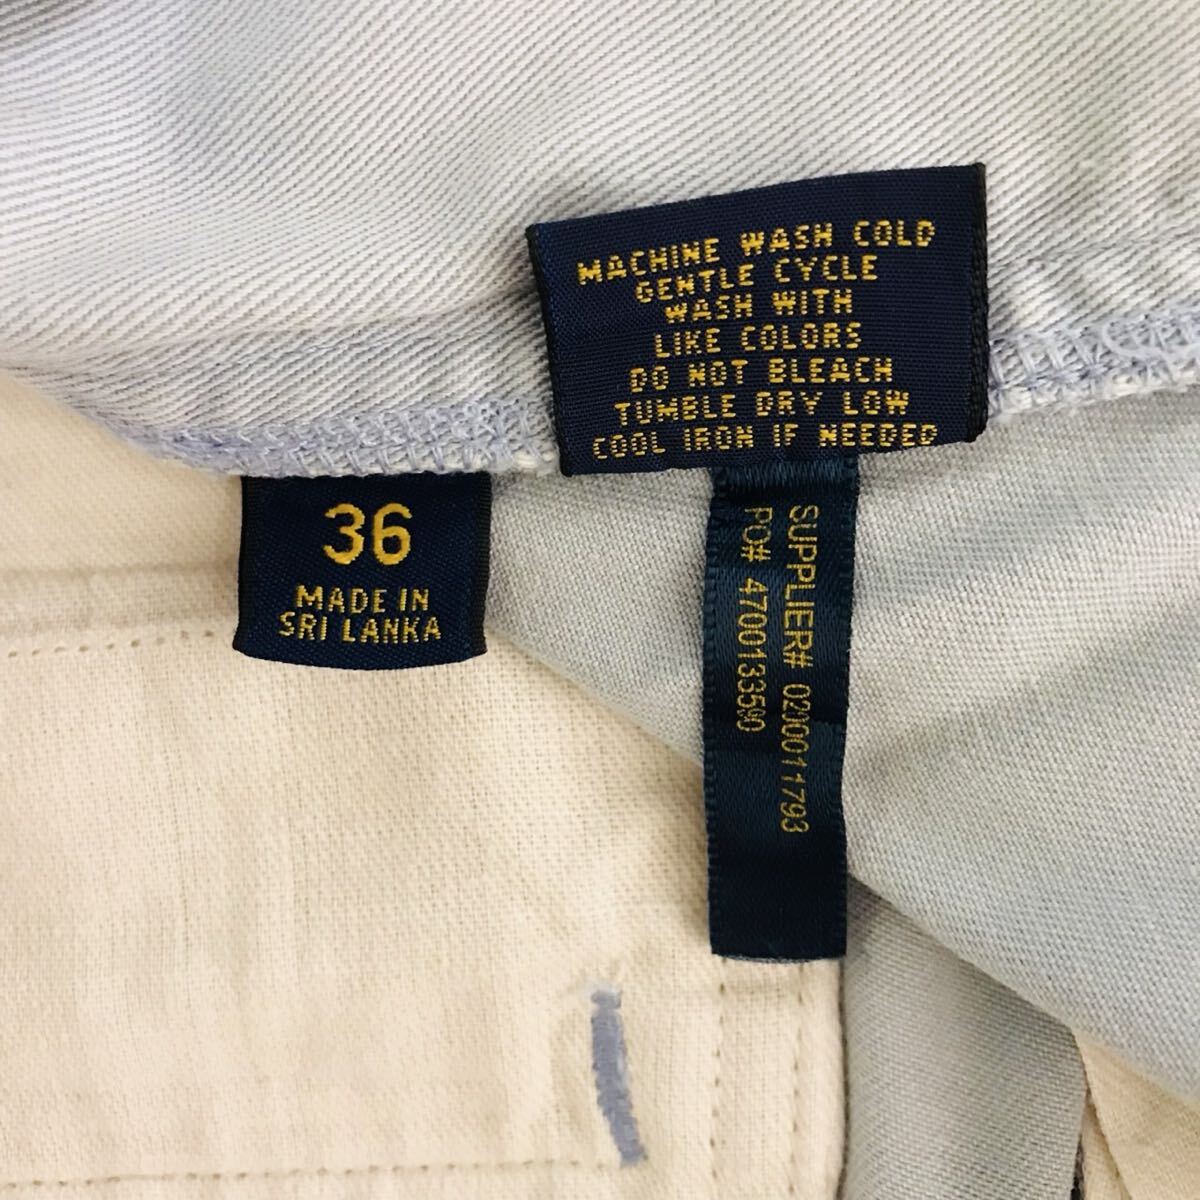 MACHINE WASH COLD
GENTLE CYCLE
WASH WITH
LIKE COLORS
DO NOT BLEACH
TUMBLE DRY LOW
COOL IRON IF NEEDED
36
MADE IN
SRI LANKA
SUPPLIER# 0200011793
PO# 470013590